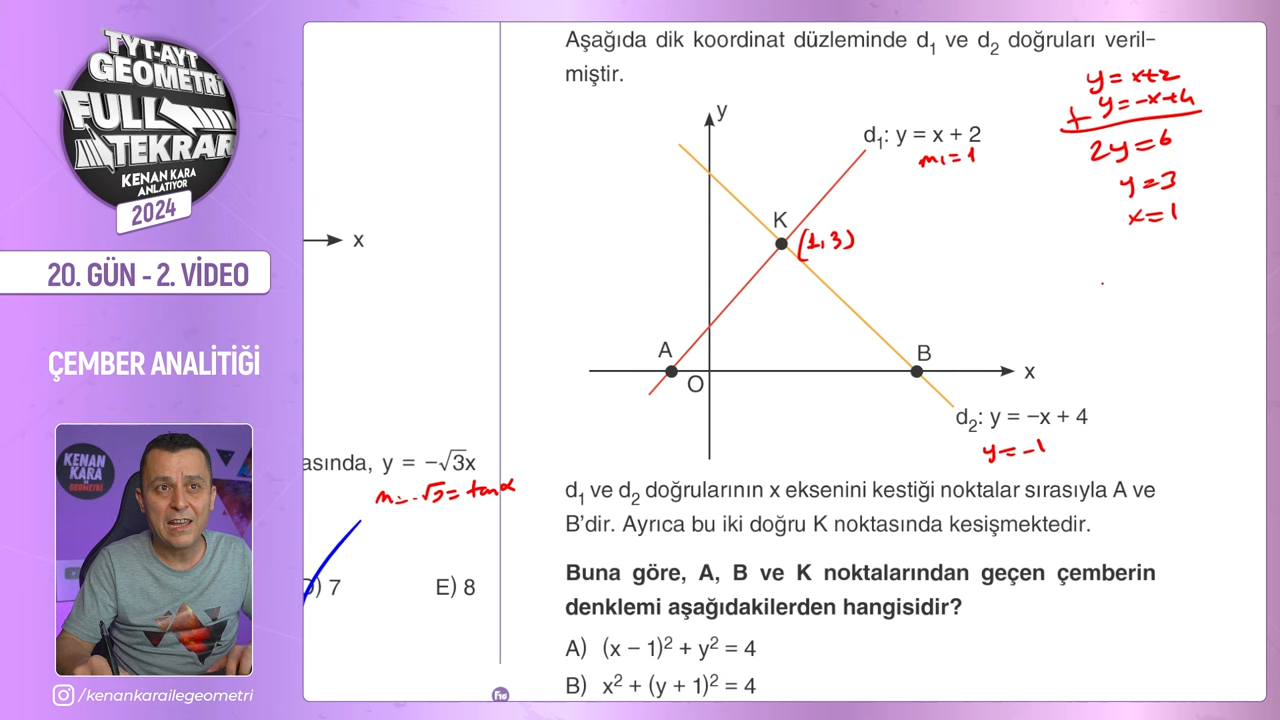 TYT-AYT
GEOMETRİ
FULL
TEKRAR
KENAN KARA
ANLATIYOR
2024
20. GÜN - 2. VİDEO
ÇEMBER ANALİTİĞİ
KENAN
KARA
GEOMETRİ
/kenankarailegeometri
x
asında, y = −√3x
m = -√3 = tanα
D) 7 E) 8
Aşağıda dik koordinat düzleminde d₁ ve d₂ doğruları veril-
miştir.
y = x+2
+ y = -x+4
2y = 6
y = 3
x = 1
y
d₁: y = x + 2
m₁ = 1
K
(1,3)
A
B
O
x
d₂: y = −x + 4
y = -1
d₁ ve d₂ doğrularının x eksenini kestiği noktalar sırasıyla A ve
B’dir. Ayrıca bu iki doğru K noktasında kesişmektedir.
Buna göre, A, B ve K noktalarından geçen çemberin
denklemi aşağıdakilerden hangisidir?
A) (x − 1)² + y² = 4
B) x² + (y + 1)² = 4